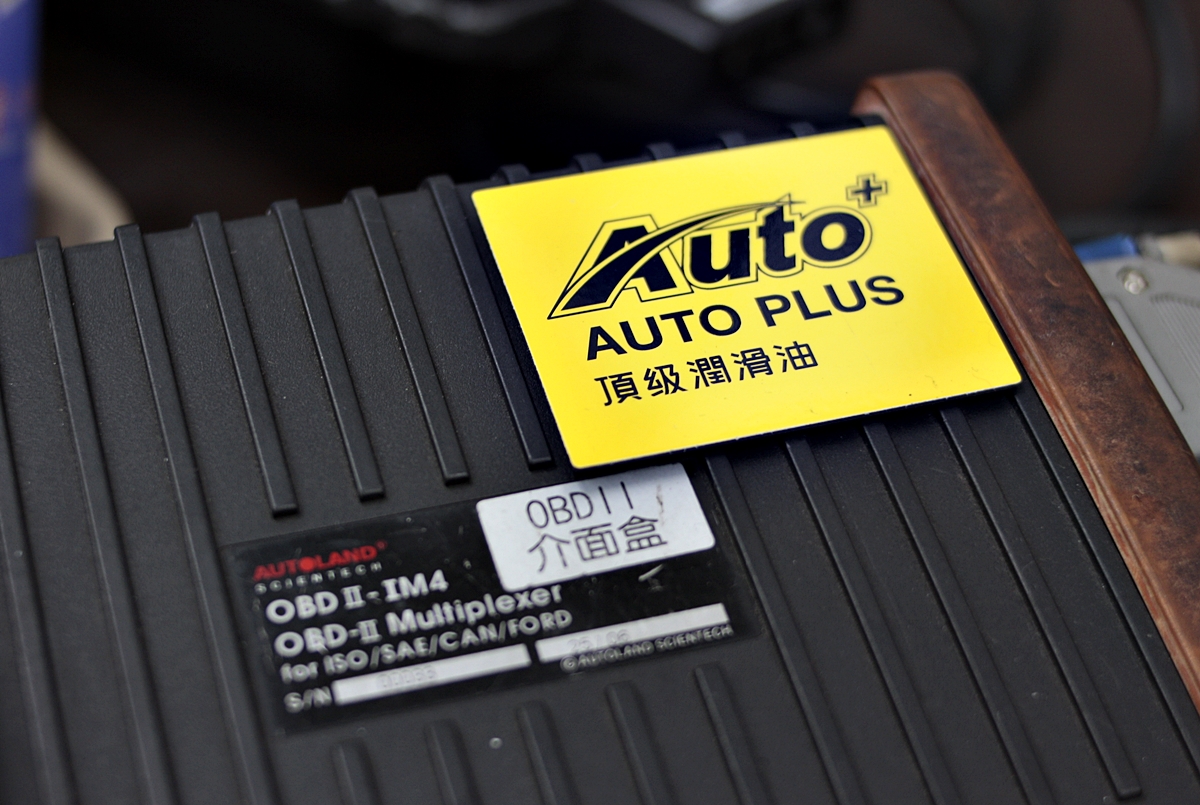 Auto+
AUTO PLUS
頂級潤滑油
OBDII
介面盒
AUTOLAND
SCIENTECH
OBD II-IM4
OBD-II Multiplexer
for ISO/SAE/CAN/FORD
S/N
© AUTOLAND SCIENTECH